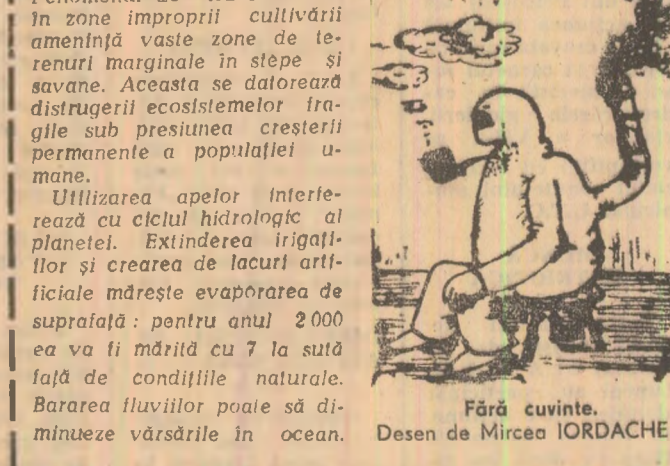 în zone improprii cultivării
amenință vaste zone de te-
renuri marginale în stepe și
savane. Aceasta se datorează
distrugerii ecosistemelor fra-
gile sub presiunea creșterii
permanente a populației u-
mane.
Utilizarea apelor interfe-
rează cu ciclul hidrologic al
planetei. Extinderea irigați-
ilor și crearea de lacuri arti-
ficiale mărește evaporarea de
suprafață : pentru anul 2 000
ea va fi mărită cu 7 la sută
față de condițiile naturale.
Bararea fluviilor poate să di-
minueze vărsările în ocean.
Fără cuvinte.
Desen de Mircea IORDACHE